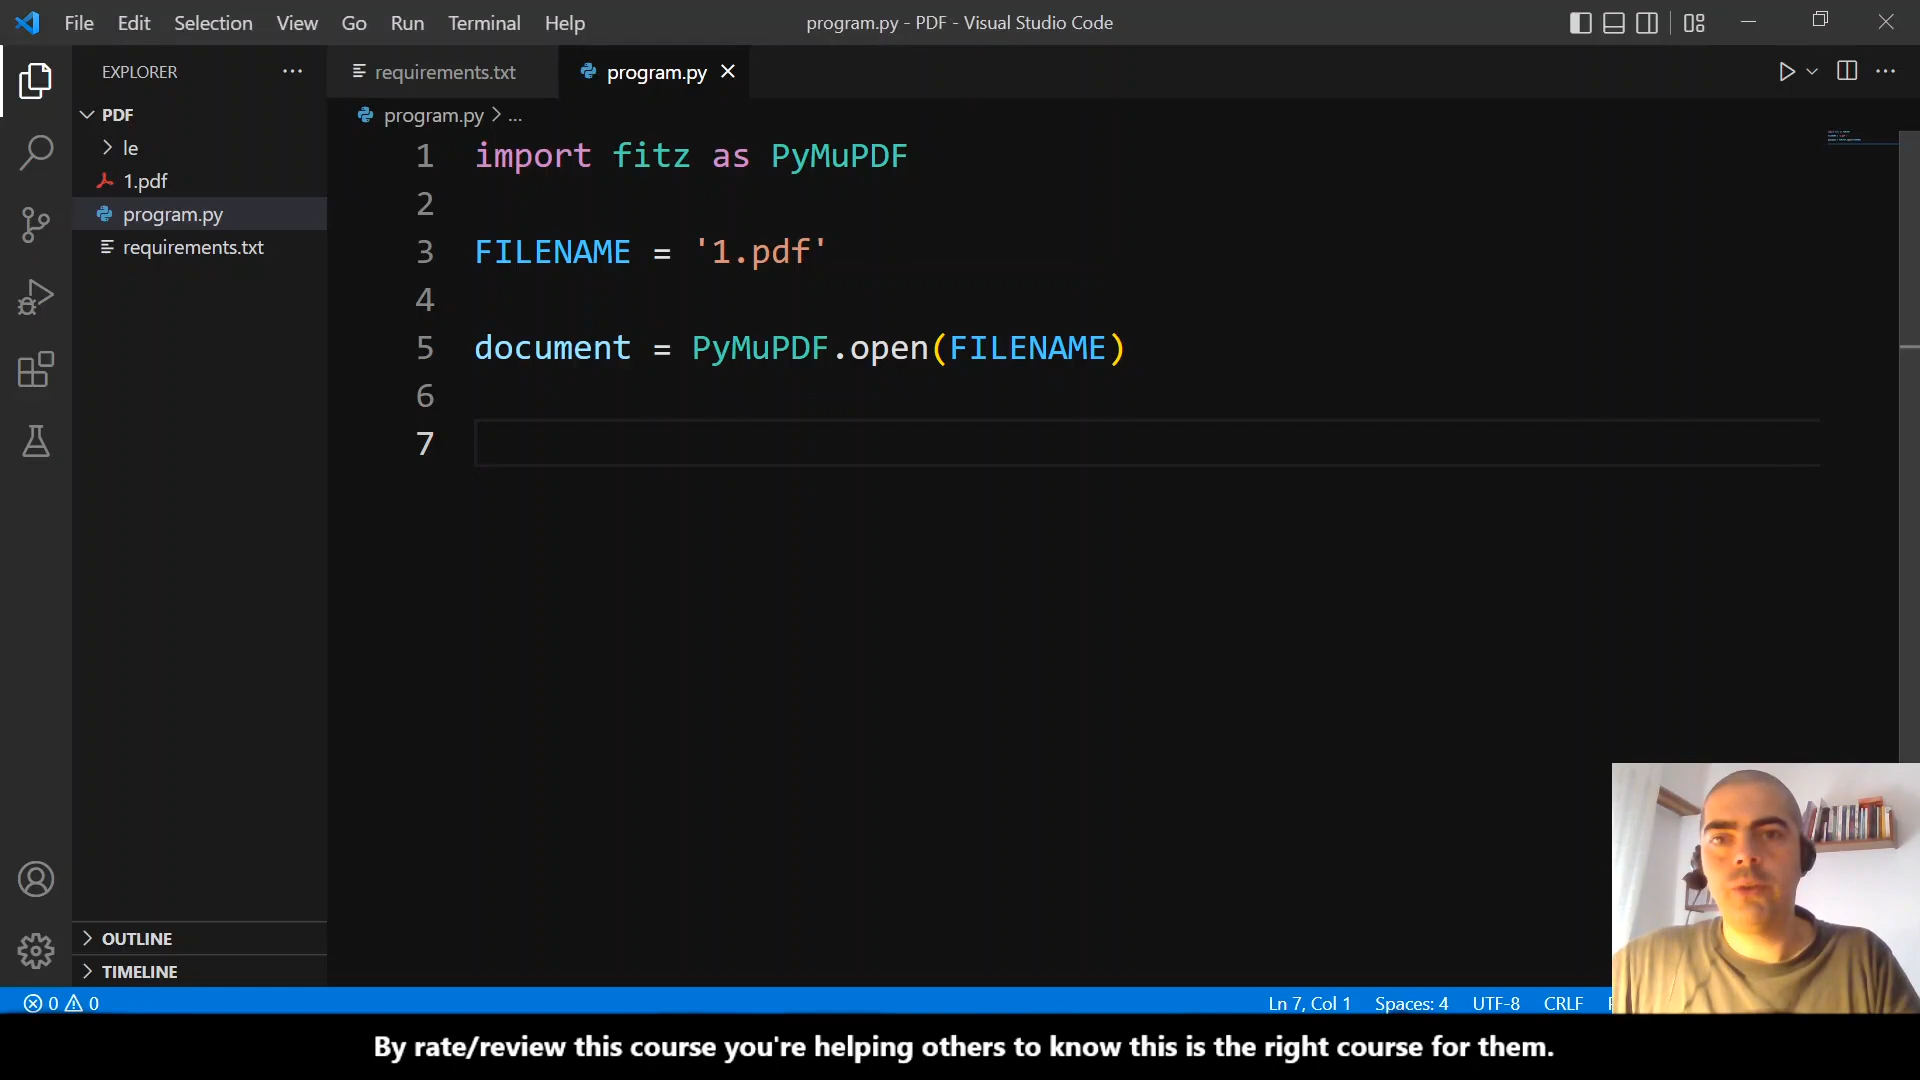 File Edit Selection View Go Run Terminal Help
program.py - PDF - Visual Studio Code
EXPLORER
PDF
le
1.pdf
program.py
requirements.txt
OUTLINE
TIMELINE
requirements.txt
program.py
program.py > ...
1 import fitz as PyMuPDF
2
3 FILENAME = '1.pdf'
4
5 document = PyMuPDF.open(FILENAME)
6
7
0 0
Ln 7, Col 1 Spaces: 4 UTF-8 CRLF
By rate/review this course you're helping others to know this is the right course for them.